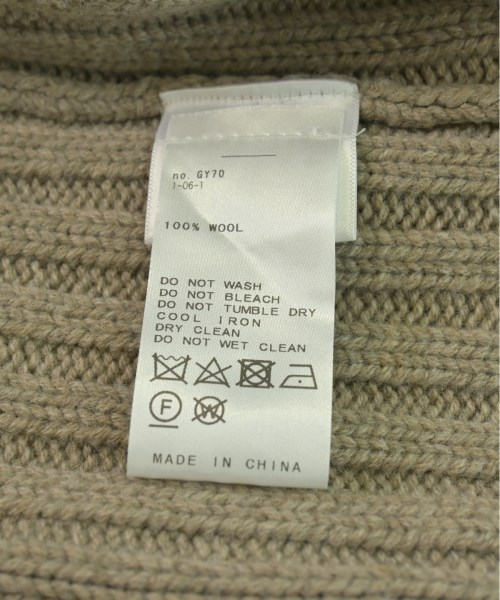 no. GY70
1-06-1
100% WOOL
DO NOT WASH
DO NOT BLEACH
DO NOT TUMBLE DRY
COOL IRON
DRY CLEAN
DO NOT WET CLEAN
F W
MADE IN CHINA